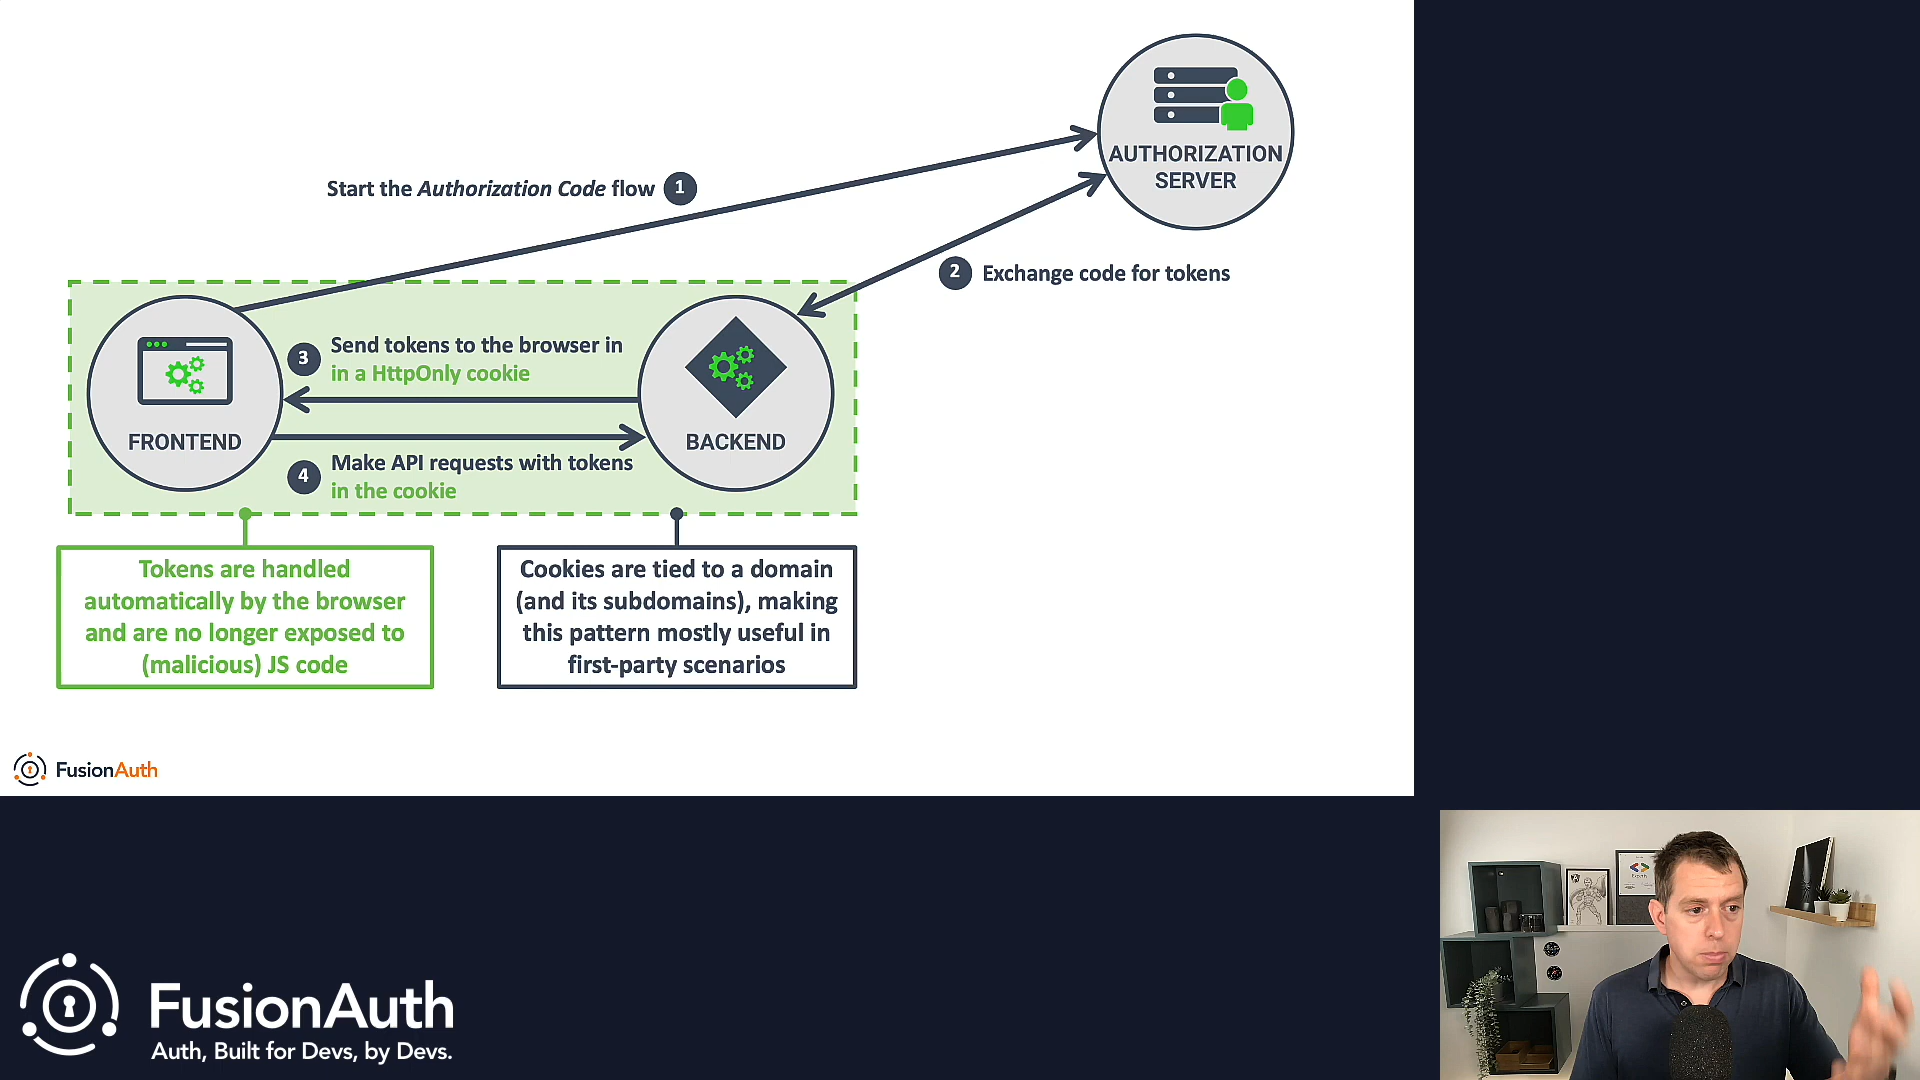 AUTHORIZATION
SERVER
Start the Authorization Code flow 1
2 Exchange code for tokens
3 Send tokens to the browser in
in a HttpOnly cookie
FRONTEND
BACKEND
4 Make API requests with tokens
in the cookie
Tokens are handled
automatically by the browser
and are no longer exposed to
(malicious) JS code
Cookies are tied to a domain
(and its subdomains), making
this pattern mostly useful in
first-party scenarios
FusionAuth
FusionAuth
Auth, Built for Devs, by Devs.